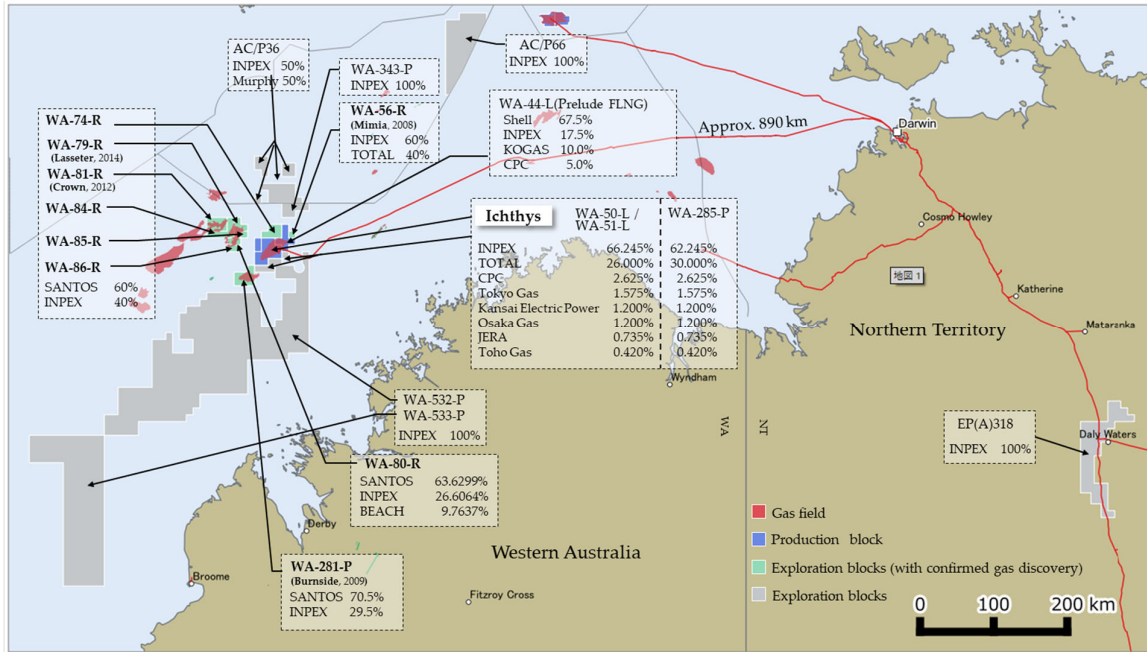 AC/P36
INPEX 50%
Murphy 50%
WA-343-P
INPEX 100%
AC/P66
INPEX 100%
WA-74-R
WA-79-R
(Lasseter, 2014)
WA-81-R
(Crown, 2012)
WA-84-R
WA-85-R
WA-86-R
SANTOS 60%
INPEX 40%
WA-56-R
(Mimia, 2008)
INPEX 60%
TOTAL 40%
WA-44-L(Prelude FLNG)
Shell 67.5%
INPEX 17.5%
KOGAS 10.0%
CPC 5.0%
Approx. 890 km
Darwin
Ichthys WA-50-L / WA-285-P
WA-51-L
INPEX 66.245% 62.245%
TOTAL 26.000% 30.000%
CPC 2.625% 2.625%
Tokyo Gas 1.575% 1.575%
Kansai Electric Power 1.200% 1.200%
Osaka Gas 1.200% 1.200%
JERA 0.735% 0.735%
Toho Gas 0.420% 0.420%
Cosmo Howley
地図 1
Katherine
Mataranka
Northern Territory
Wyndham
WA
NT
WA-532-P
WA-533-P
INPEX 100%
EP(A)318
INPEX 100%
Daly Waters
WA-80-R
SANTOS 63.6299%
INPEX 26.6064%
BEACH 9.7637%
Derby
Western Australia
Broome
WA-281-P
(Burnside, 2009)
SANTOS 70.5%
INPEX 29.5%
Fitzroy Cross
Gas field
Production block
Exploration blocks (with confirmed gas discovery)
Exploration blocks
0 100 200 km